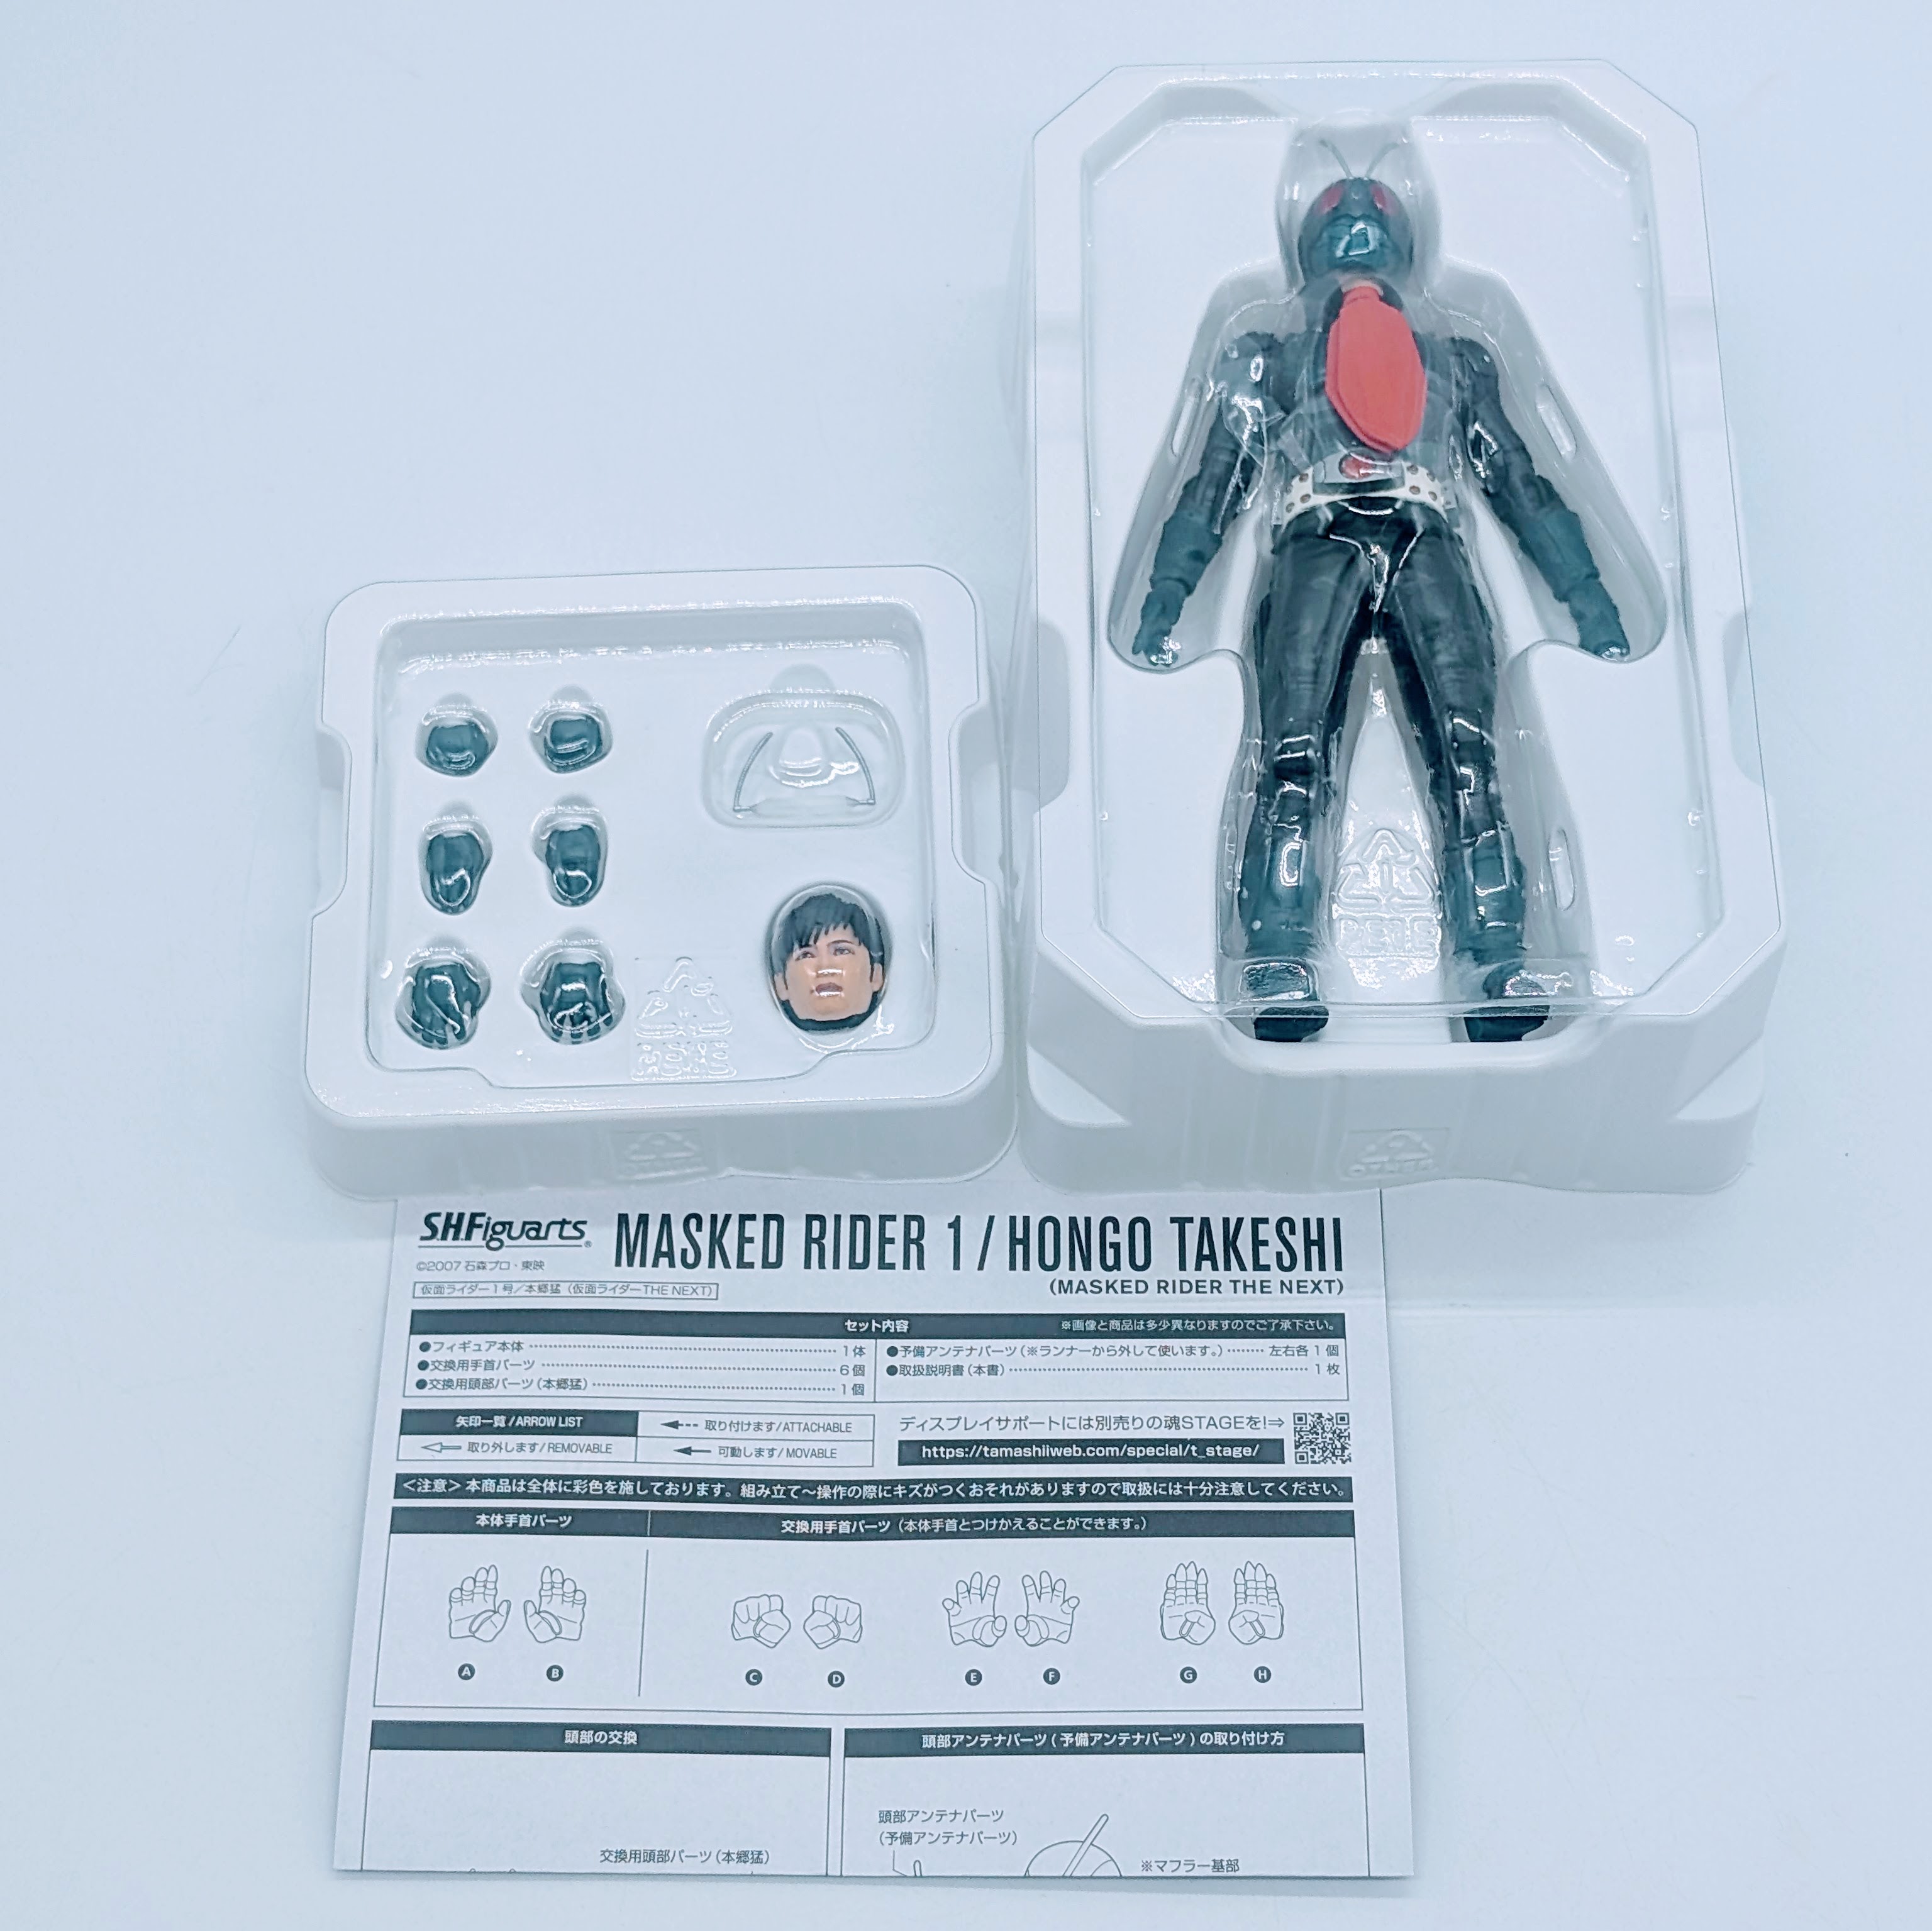 S.H.Figuarts®
MASKED RIDER 1 / HONGO TAKESHI
©2007 石森プロ・東映
仮面ライダー1号／本郷猛（仮面ライダーTHE NEXT）
(MASKED RIDER THE NEXT)
セット内容
※画像と商品は多少異なりますのでご了承下さい。
●フィギュア本体 1体
●交換用手首パーツ 6個
●交換用頭部パーツ（本郷猛） 1個
●予備アンテナパーツ（※ランナーから外して使います。） 左右各1個
●取扱説明書（本書） 1枚
矢印一覧/ARROW LIST
取り付けます/ATTACHABLE
取り外します/REMOVABLE
可動します/MOVABLE
ディスプレイサポートには別売りの魂STAGEを!⇒
https://tamashiiweb.com/special/t_stage/
＜注意＞本商品は全体に彩色を施しております。組み立て〜操作の際にキズがつくおそれがありますので取扱には十分注意してください。
本体手首パーツ
交換用手首パーツ（本体手首とつけかえることができます。）
A B C D E F G H
頭部の交換
頭部アンテナパーツ(予備アンテナパーツ)の取り付け方
頭部アンテナパーツ
（予備アンテナパーツ）
交換用頭部パーツ（本郷猛）
※マフラー基部